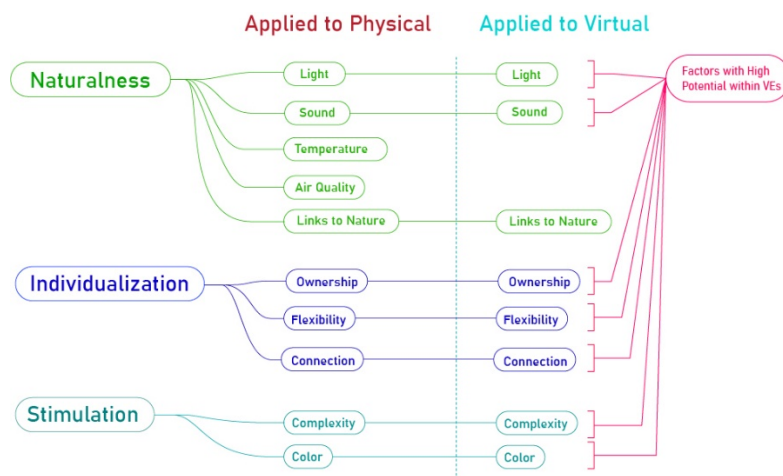 Applied to Physical
Applied to Virtual
Naturalness
Light
Light
Factors with High
Potential within VEs
Sound
Sound
Temperature
Air Quality
Links to Nature
Links to Nature
Individualization
Ownership
Ownership
Flexibility
Flexibility
Connection
Connection
Stimulation
Complexity
Complexity
Color
Color